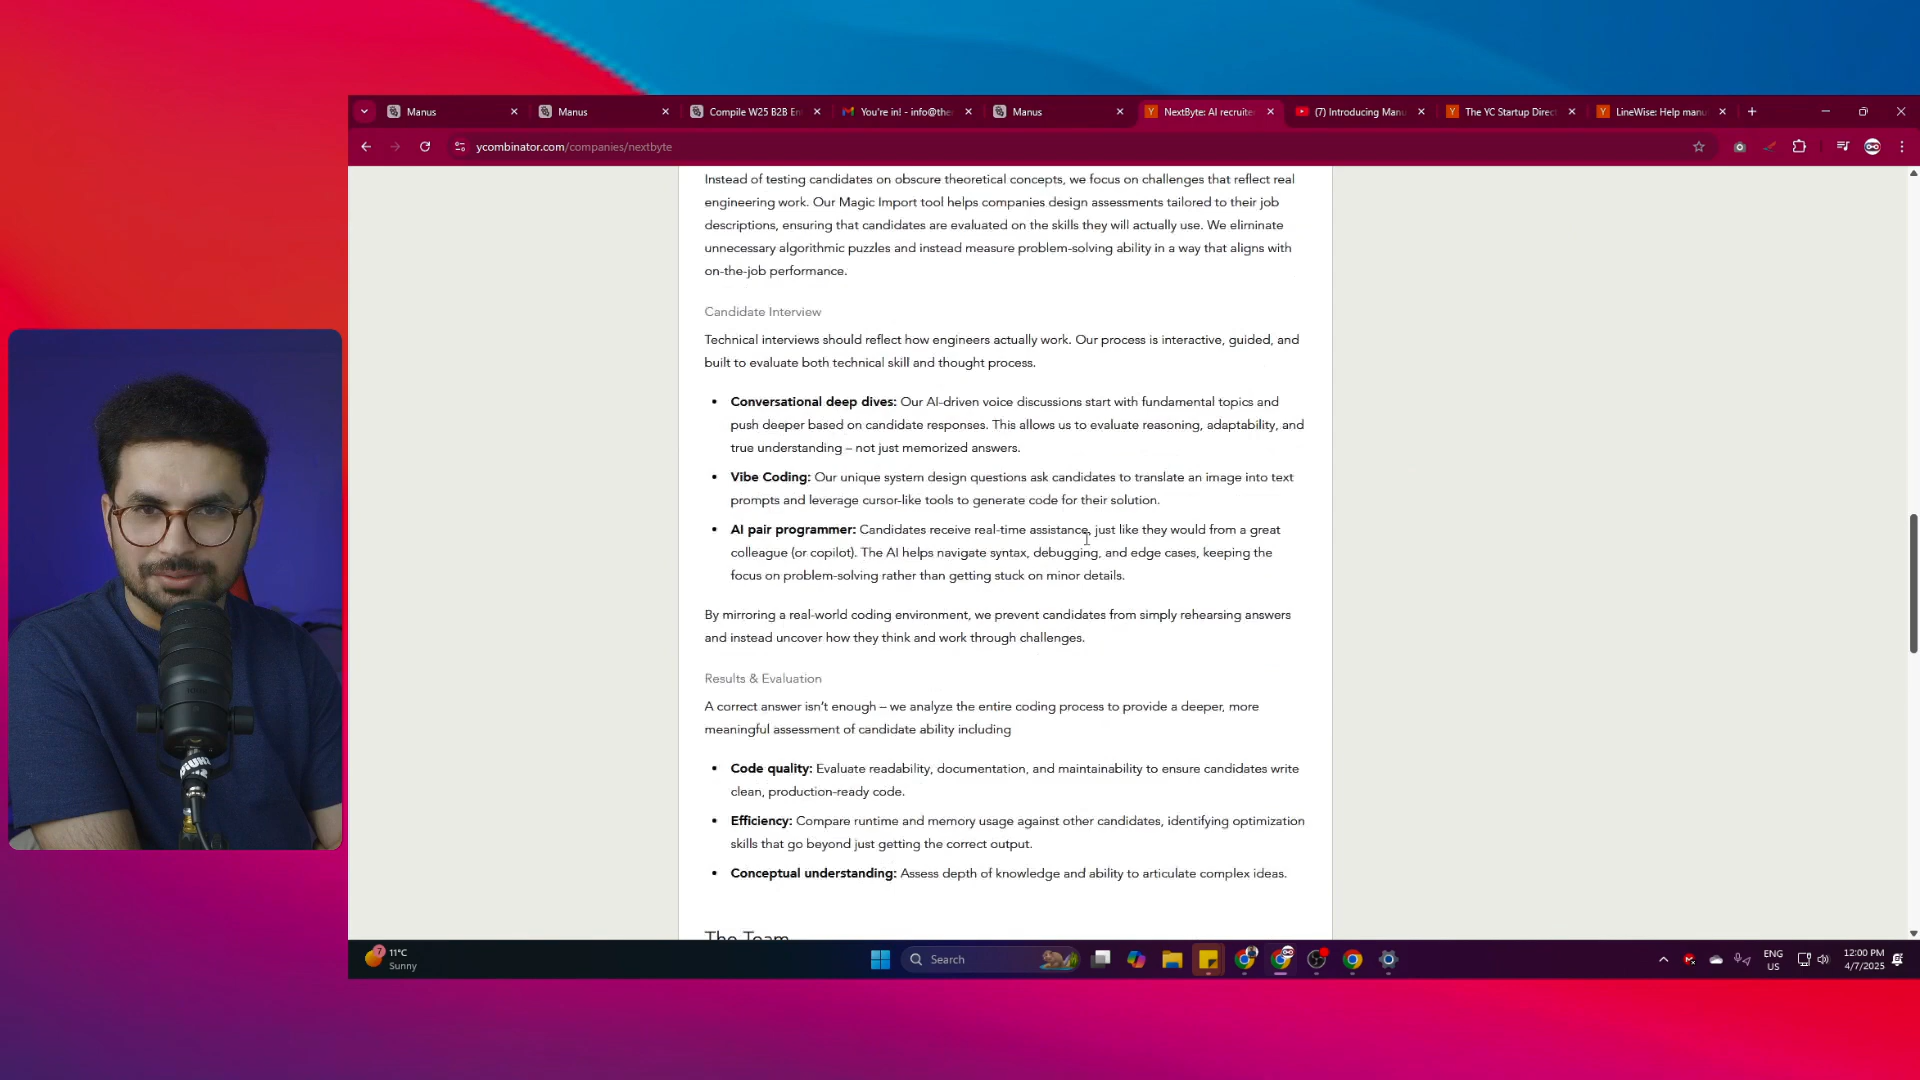 Manus
Manus
Compile W25 B2B En
You're in! - info@ther
Manus
NextByte: AI recruite
(7) Introducing Manu
The YC Startup Direct
LineWise: Help manu
ycombinator.com/companies/nextbyte
Instead of testing candidates on obscure theoretical concepts, we focus on challenges that reflect real
engineering work. Our Magic Import tool helps companies design assessments tailored to their job
descriptions, ensuring that candidates are evaluated on the skills they will actually use. We eliminate
unnecessary algorithmic puzzles and instead measure problem-solving ability in a way that aligns with
on-the-job performance.
Candidate Interview
Technical interviews should reflect how engineers actually work. Our process is interactive, guided, and
built to evaluate both technical skill and thought process.
• Conversational deep dives: Our AI-driven voice discussions start with fundamental topics and
push deeper based on candidate responses. This allows us to evaluate reasoning, adaptability, and
true understanding – not just memorized answers.
• Vibe Coding: Our unique system design questions ask candidates to translate an image into text
prompts and leverage cursor-like tools to generate code for their solution.
• AI pair programmer: Candidates receive real-time assistance, just like they would from a great
colleague (or copilot). The AI helps navigate syntax, debugging, and edge cases, keeping the
focus on problem-solving rather than getting stuck on minor details.
By mirroring a real-world coding environment, we prevent candidates from simply rehearsing answers
and instead uncover how they think and work through challenges.
Results & Evaluation
A correct answer isn't enough – we analyze the entire coding process to provide a deeper, more
meaningful assessment of candidate ability including
• Code quality: Evaluate readability, documentation, and maintainability to ensure candidates write
clean, production-ready code.
• Efficiency: Compare runtime and memory usage against other candidates, identifying optimization
skills that go beyond just getting the correct output.
• Conceptual understanding: Assess depth of knowledge and ability to articulate complex ideas.
The Team
7
11°C
Sunny
Search
ENG
US
12:00 PM
4/7/2025